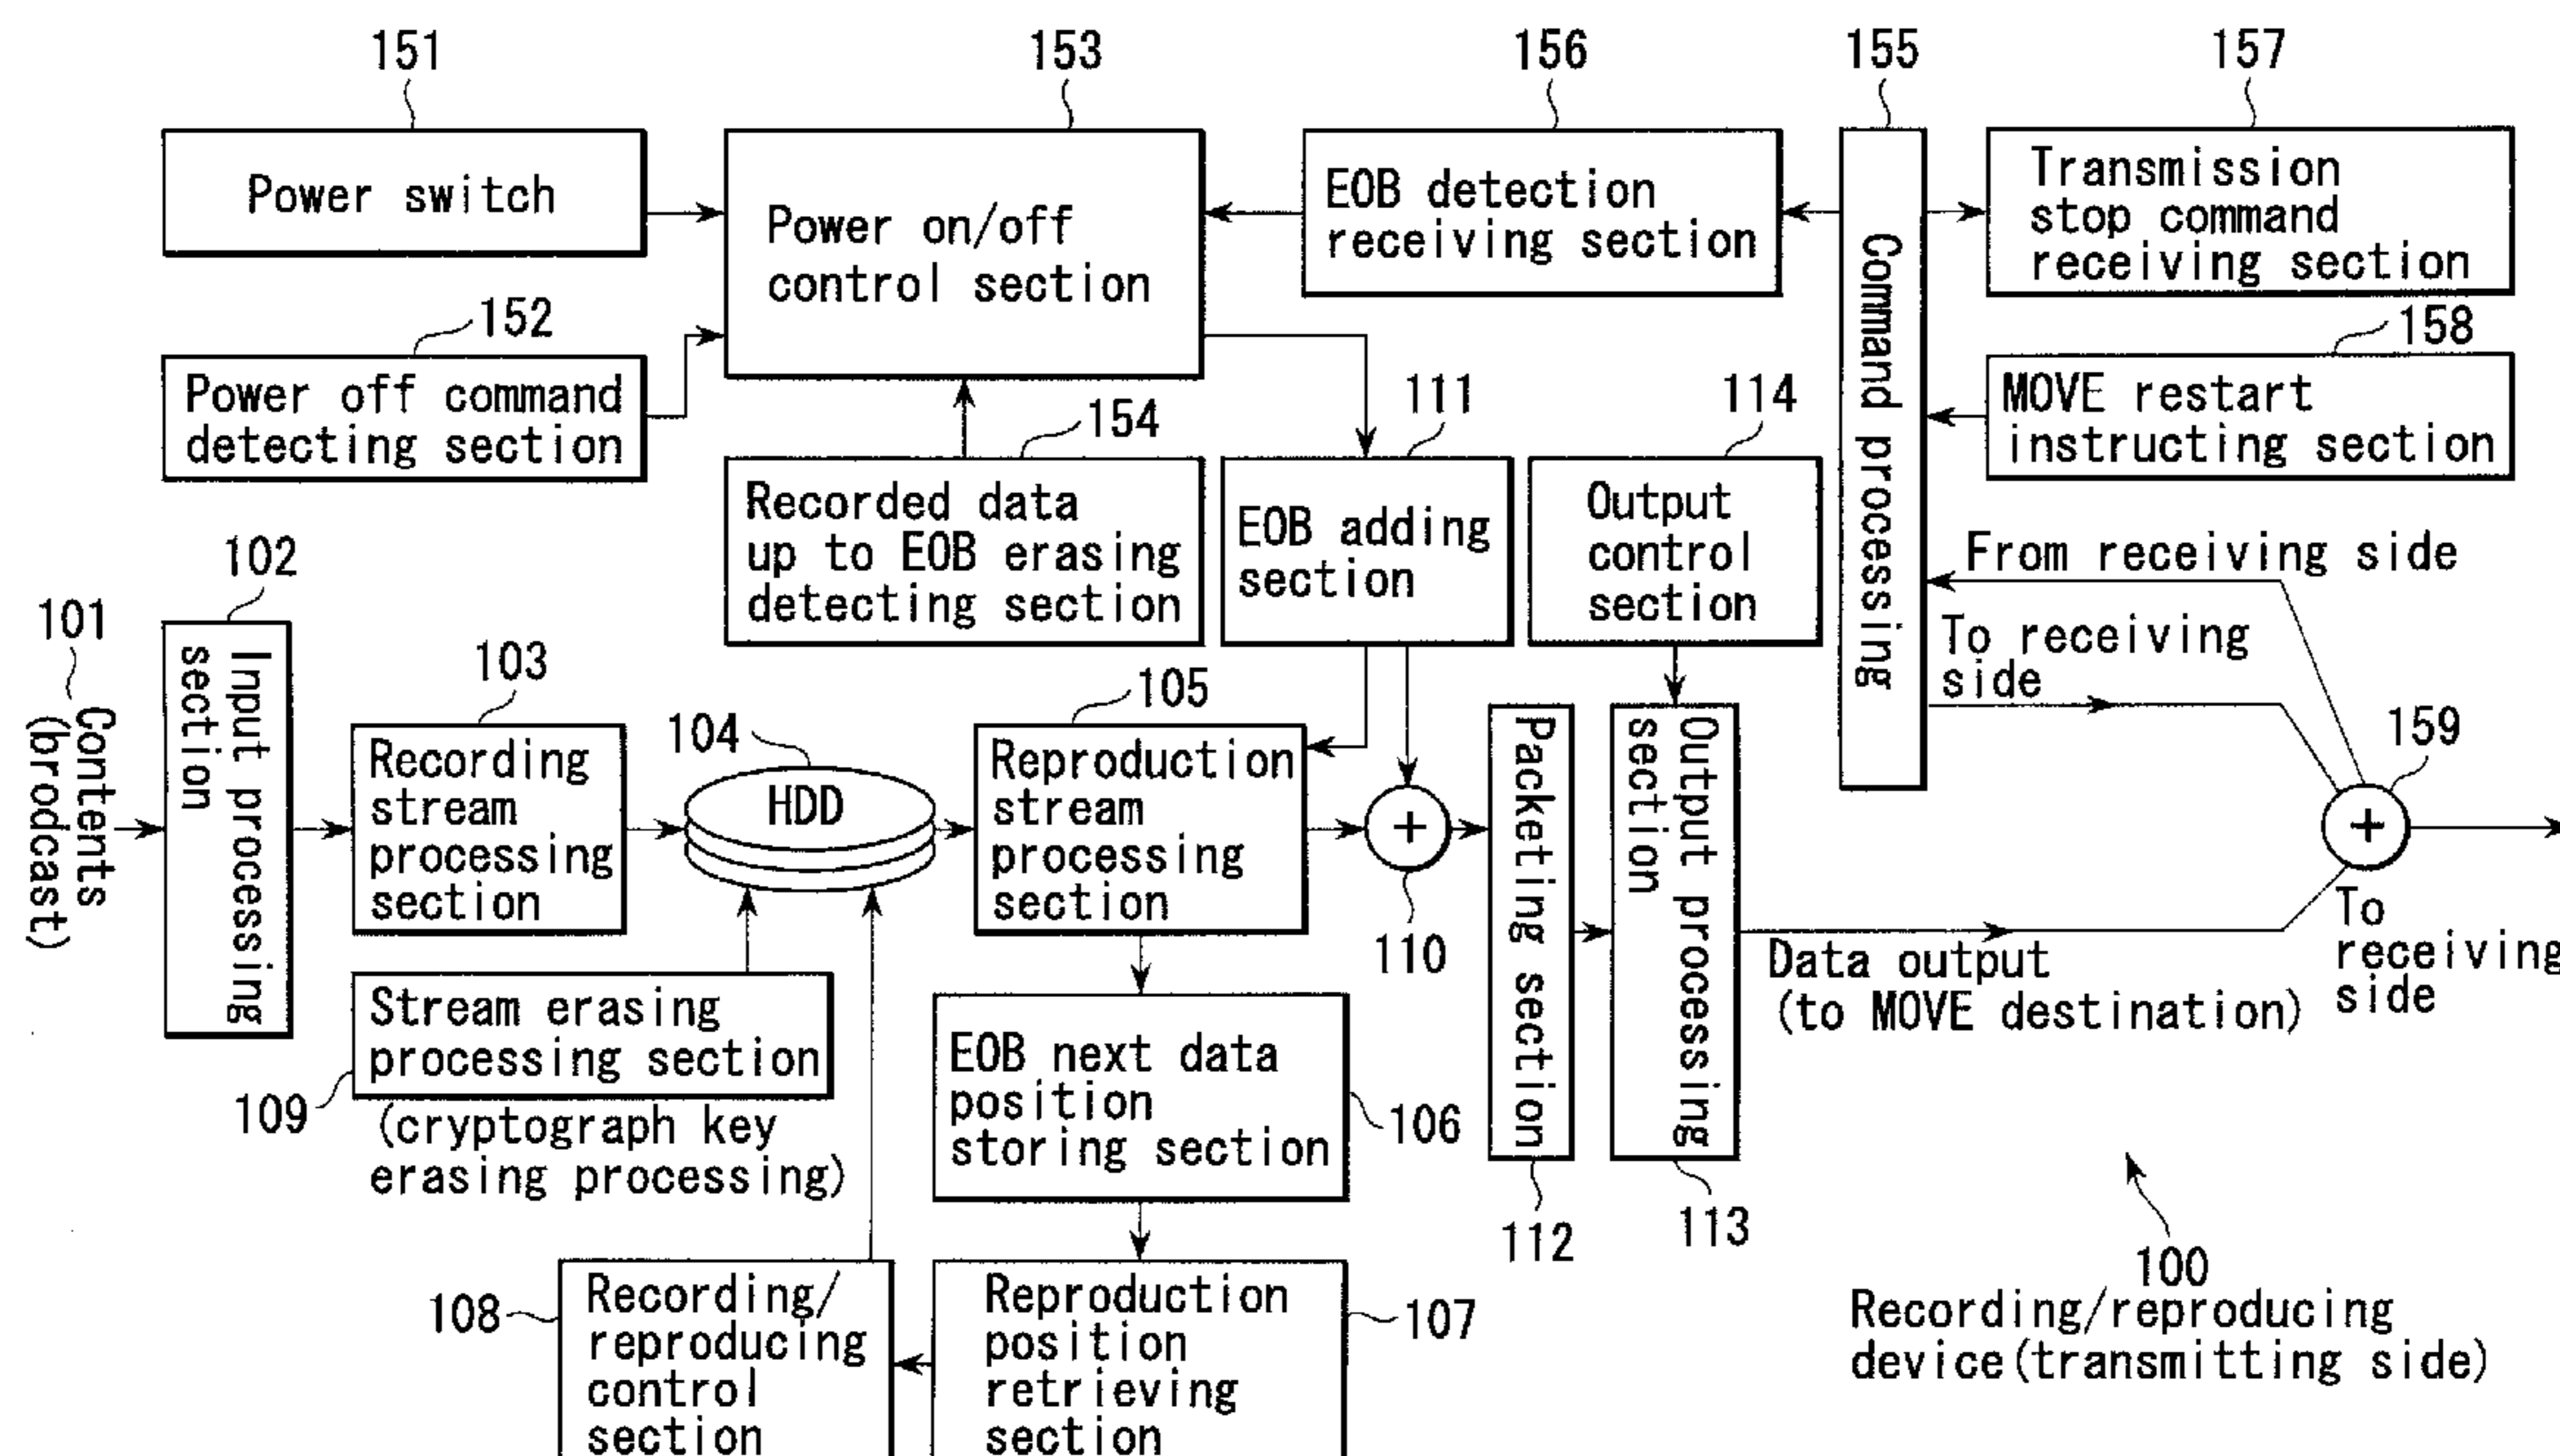 151
153
156
155
157
Power switch
Power on/off
control section
EOB detection
receiving section
Command processing
Transmission
stop command
receiving section
152
158
Power off command
detecting section
MOVE restart
instructing section
154
111
114
Recorded data
up to EOB erasing
detecting section
EOB adding
section
Output
control
section
From receiving side
To receiving
side
101
Contents
(brodcast)
102
Input processing
section
103
Recording
stream
processing
section
104
HDD
105
Reproduction
stream
processing
section
+
110
Packeting section
112
Output processing
section
113
159
+
To
receiving
side
Data output
(to MOVE destination)
Stream erasing
processing section
109
(cryptograph key
erasing processing)
EOB next data
position
storing section
106
108
Recording/
reproducing
control
section
Reproduction
position
retrieving
section
107
100
Recording/reproducing
device(transmitting side)